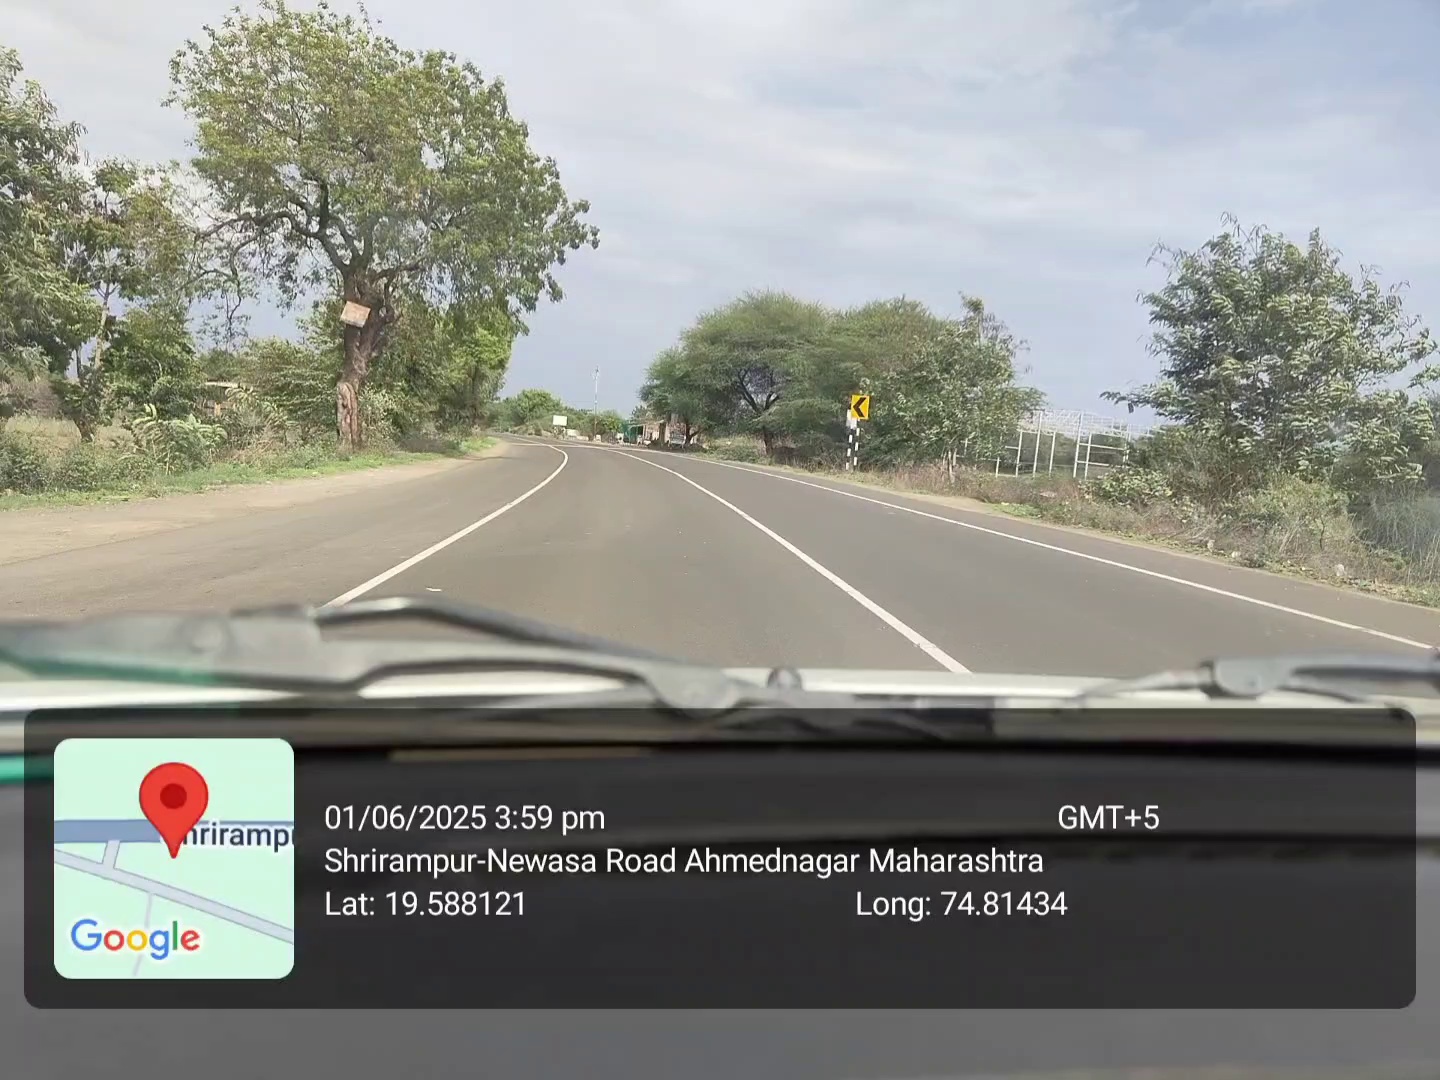 01/06/2025 3:59 pm GMT+5
Shrirampur-Newasa Road Ahmednagar Maharashtra
Lat: 19.588121 Long: 74.81434
hrirampu
Google